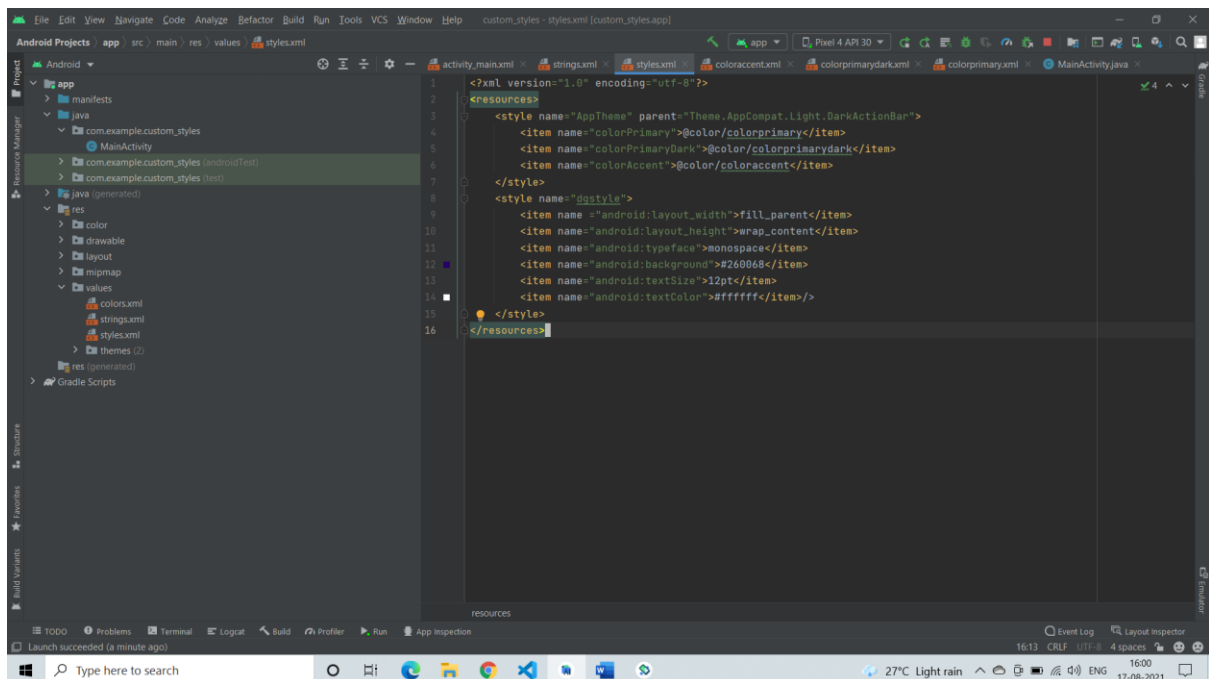 File Edit View Navigate Code Analyze Refactor Build Run Tools VCS Window Help custom_styles - styles.xml [custom_styles.app]
Android Projects app src main res values styles.xml
app Pixel 4 API 30
Android
activity_main.xml strings.xml styles.xml coloraccent.xml colorprimarydark.xml colorprimary.xml MainActivity.java
Project
Resource Manager
Structure
Favorites
Build Variants
Gradle
Emulator
app
manifests
java
com.example.custom_styles
MainActivity
com.example.custom_styles (androidTest)
com.example.custom_styles (test)
java (generated)
res
color
drawable
layout
mipmap
values
colors.xml
strings.xml
styles.xml
themes (2)
res (generated)
Gradle Scripts
4
1 <?xml version="1.0" encoding="utf-8"?>
2 <resources>
3 <style name="AppTheme" parent="Theme.AppCompat.Light.DarkActionBar">
4 <item name="colorPrimary">@color/colorprimary</item>
5 <item name="colorPrimaryDark">@color/colorprimarydark</item>
6 <item name="colorAccent">@color/coloraccent</item>
7 </style>
8 <style name="dgstyle">
9 <item name ="android:layout_width">fill_parent</item>
10 <item name="android:layout_height">wrap_content</item>
11 <item name="android:typeface">monospace</item>
12 <item name="android:background">#260068</item>
13 <item name="android:textSize">12pt</item>
14 <item name="android:textColor">#ffffff</item>/>
15 </style>
16 </resources>
resources
TODO Problems Terminal Logcat Build Profiler Run App Inspection Event Log Layout Inspector
Launch succeeded (a minute ago) 16:13 CRLF UTF-8 4 spaces
Type here to search 27°C Light rain ENG 16:00
17-08-2021